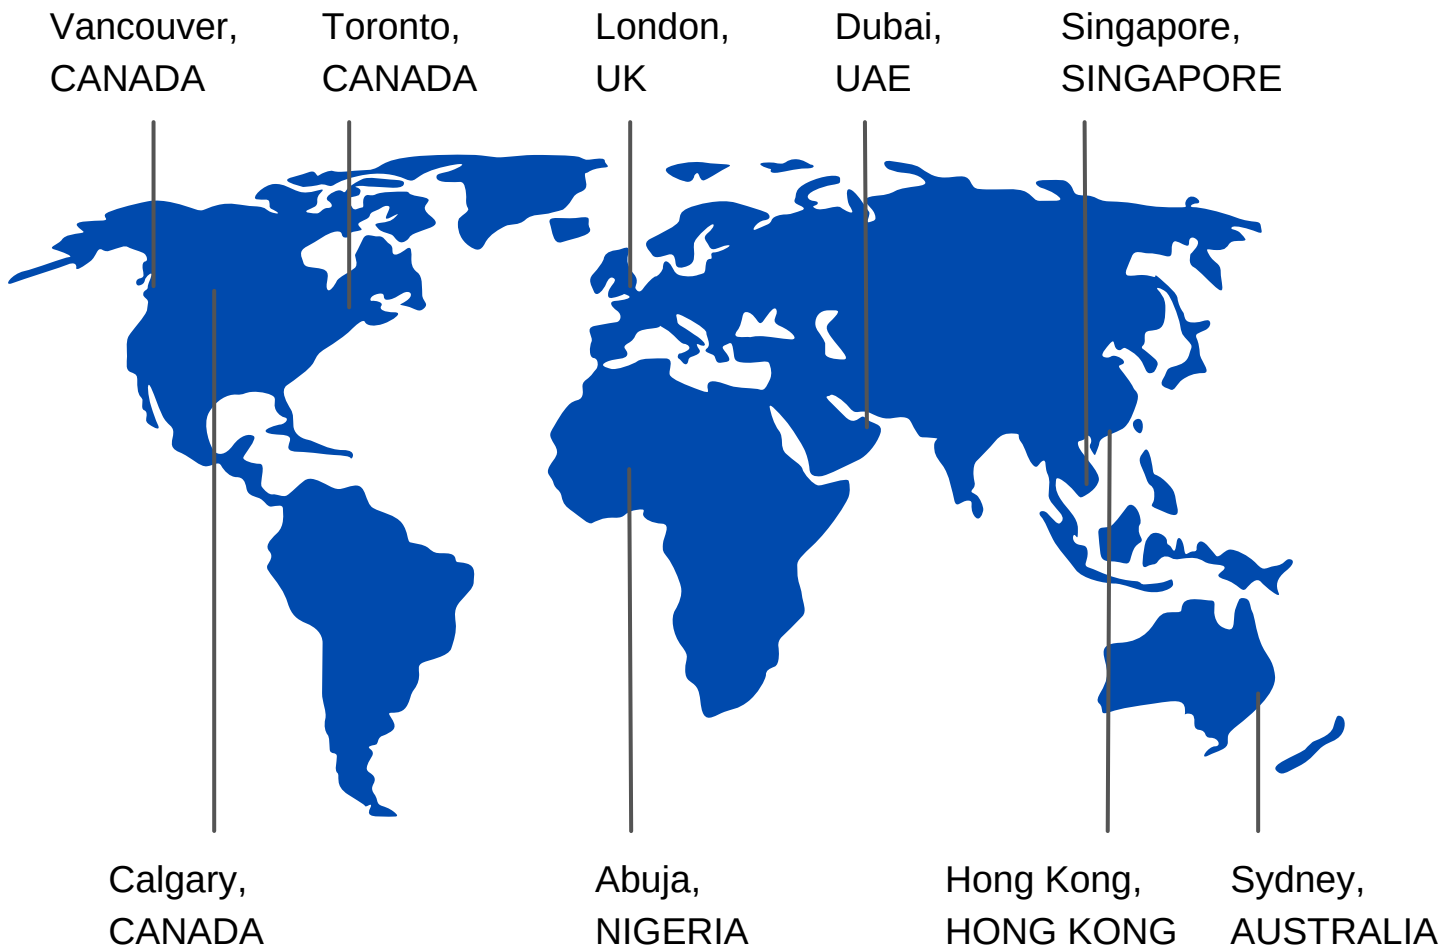 Vancouver,
CANADA
Toronto,
CANADA
London,
UK
Dubai,
UAE
Singapore,
SINGAPORE
Calgary,
CANADA
Abuja,
NIGERIA
Hong Kong,
HONG KONG
Sydney,
AUSTRALIA